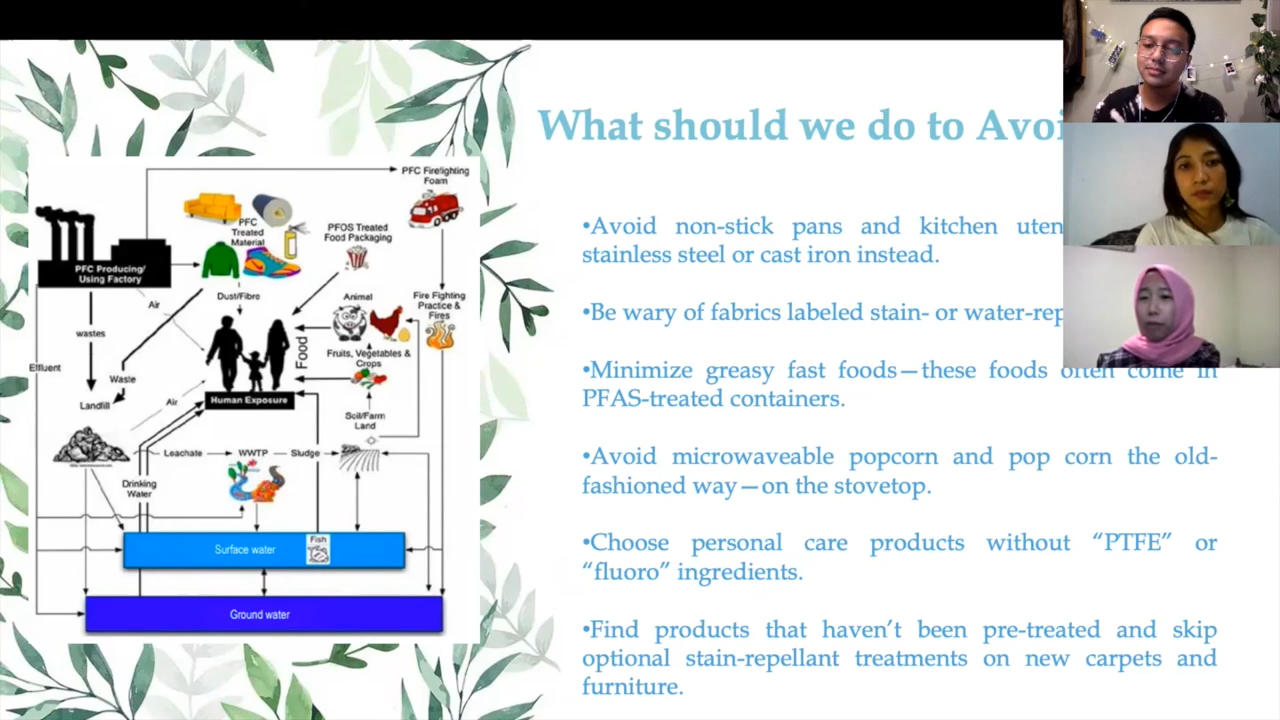 What should we do to Avoi
•Avoid non-stick pans and kitchen uten
stainless steel or cast iron instead.
•Be wary of fabrics labeled stain- or water-rep
•Minimize greasy fast foods—these foods often come in
PFAS-treated containers.
•Avoid microwaveable popcorn and pop corn the old-
fashioned way—on the stovetop.
•Choose personal care products without “PTFE” or
“fluoro” ingredients.
•Find products that haven’t been pre-treated and skip
optional stain-repellant treatments on new carpets and
furniture.
PFC Firefighting
Foam
PFC
Treated
Material
PFOS Treated
Food Packaging
PFC Producing/
Using Factory
Air
Dust/Fibre
Animal
Fire Fighting
Practice &
Fires
wastes
Food
Fruits, Vegetables &
Crops
Effluent
Waste
Landfill
Air
Human Exposure
Soil/Farm
Land
Leachate
WWTP
Sludge
Drinking
Water
Surface water
Fish
Ground water